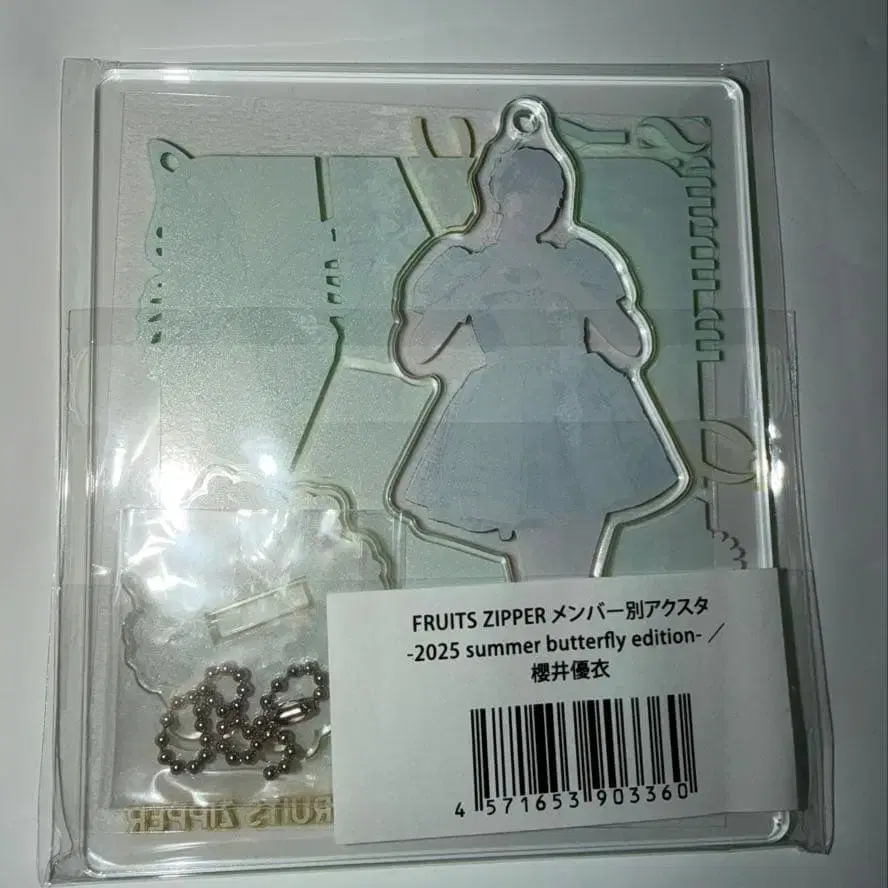 FRUITS ZIPPER メンバー別アクスタ
-2025 summer butterfly edition- ／
櫻井優衣
4 571653 903360
FRUITS ZIPPER